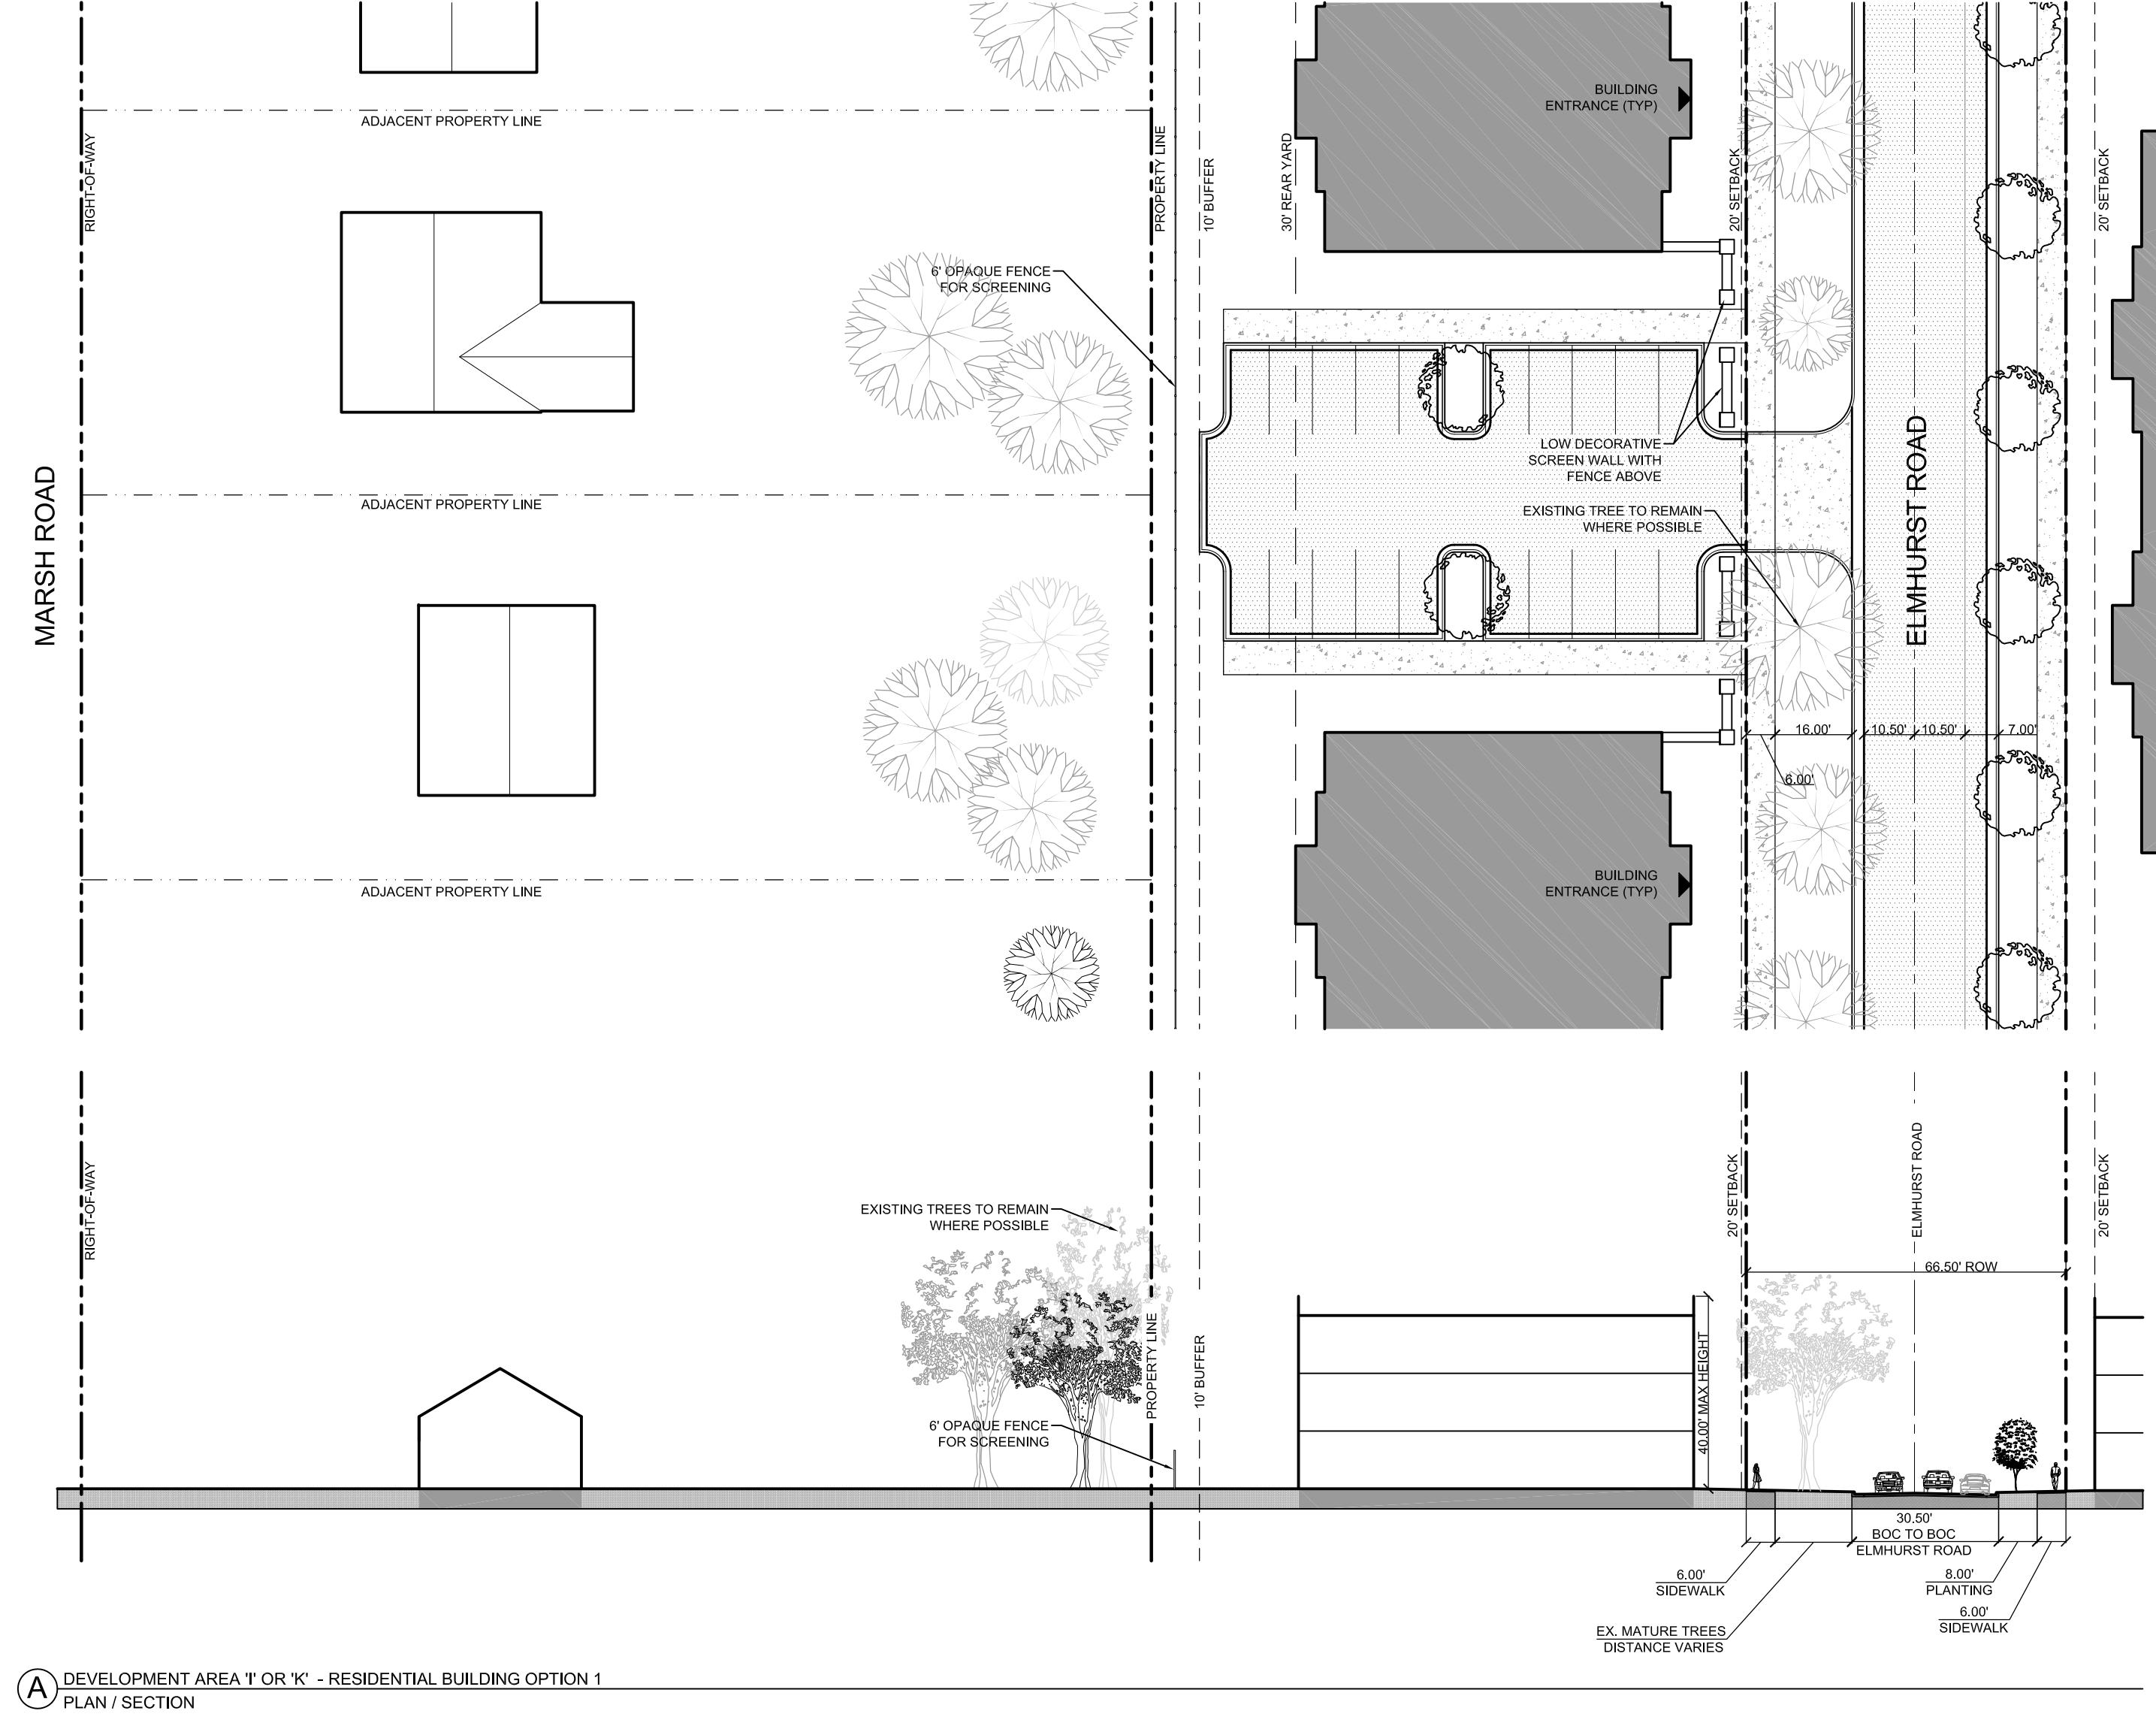 BUILDING
ENTRANCE (TYP)
ADJACENT PROPERTY LINE
RIGHT-OF-WAY
PROPERTY LINE
10' BUFFER
30' REAR YARD
20' SETBACK
20' SETBACK
6' OPAQUE FENCE
FOR SCREENING
LOW DECORATIVE
SCREEN WALL WITH
FENCE ABOVE
MARSH ROAD
ELMHURST ROAD
ADJACENT PROPERTY LINE
EXISTING TREE TO REMAIN
WHERE POSSIBLE
16.00'
10.50'
10.50'
7.00'
6.00'
BUILDING
ENTRANCE (TYP)
ADJACENT PROPERTY LINE
RIGHT-OF-WAY
EXISTING TREES TO REMAIN
WHERE POSSIBLE
20' SETBACK
ELMHURST ROAD
20' SETBACK
66.50' ROW
PROPERTY LINE
10' BUFFER
40.00' MAX HEIGHT
6' OPAQUE FENCE
FOR SCREENING
30.50'
BOC TO BOC
ELMHURST ROAD
6.00'
SIDEWALK
8.00'
PLANTING
6.00'
SIDEWALK
EX. MATURE TREES
DISTANCE VARIES
A
DEVELOPMENT AREA 'I' OR 'K' - RESIDENTIAL BUILDING OPTION 1
PLAN / SECTION